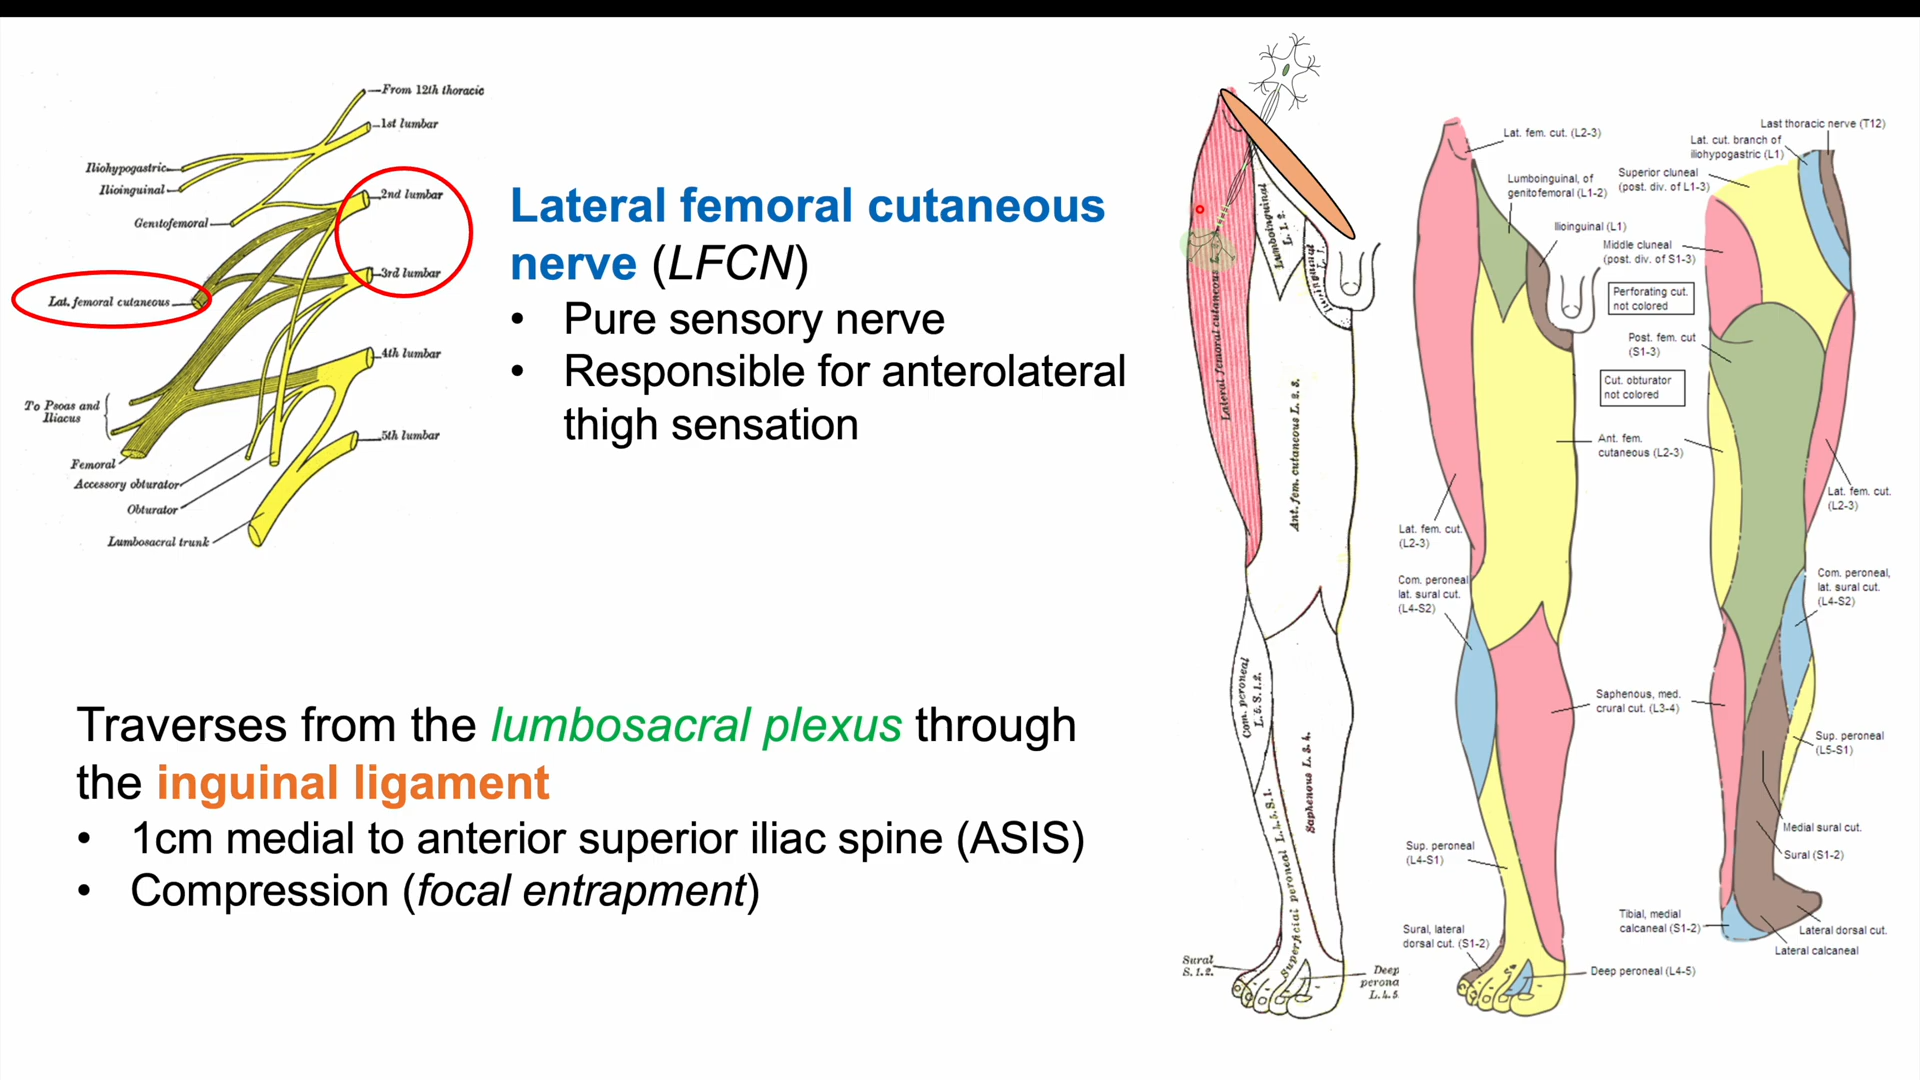 From 12th thoracic
1st lumbar
Iliohypogastric
Ilioinguinal
2nd lumbar
Genitofemoral
3rd lumbar
Lat. femoral cutaneous
4th lumbar
To Psoas and
Iliacus
5th lumbar
Femoral
Accessory obturator
Obturator
Lumbosacral trunk
Lateral femoral cutaneous
nerve (LFCN)
• Pure sensory nerve
• Responsible for anterolateral
thigh sensation
Traverses from the lumbosacral plexus through
the inguinal ligament
• 1cm medial to anterior superior iliac spine (ASIS)
• Compression (focal entrapment)
Lateral femoral cutaneous L.
Lumboinguinal
L. 1. 2.
Ilioinguinal L. 1.
Ant. fem. cutaneous L. 2. 3.
Com. peroneal
L. 5. S. 1. 2.
Saphenous L. 3. 4.
Superficial peroneal L. 4. 5. S. 1.
Sural
S. 1. 2.
Deep
perona
L. 4. 5.
Lat. fem. cut. (L2-3)
Lumboinguinal, of
genitofemoral (L1-2)
Ilioinguinal (L1)
Perforating cut.
not colored
Cut. obturator
not colored
Ant. fem.
cutaneous (L2-3)
Lat. fem. cut.
(L2-3)
Com. peroneal
lat. sural cut.
(L4-S2)
Saphenous, med.
crural cut. (L3-4)
Sup. peroneal
(L4-S1)
Sural, lateral
dorsal cut. (S1-2)
Deep peroneal (L4-5)
Last thoracic nerve (T12)
Lat. cut. branch of
iliohypogastric (L1)
Superior cluneal
(post. div. of L1-3)
Middle cluneal
(post. div. of S1-3)
Post. fem. cut
(S1-3)
Lat. fem. cut.
(L2-3)
Com. peroneal,
lat. sural cut.
(L4-S2)
Sup. peroneal
(L5-S1)
Medial sural cut.
Sural (S1-2)
Tibial, medial
calcaneal (S1-2)
Lateral dorsal cut.
Lateral calcaneal